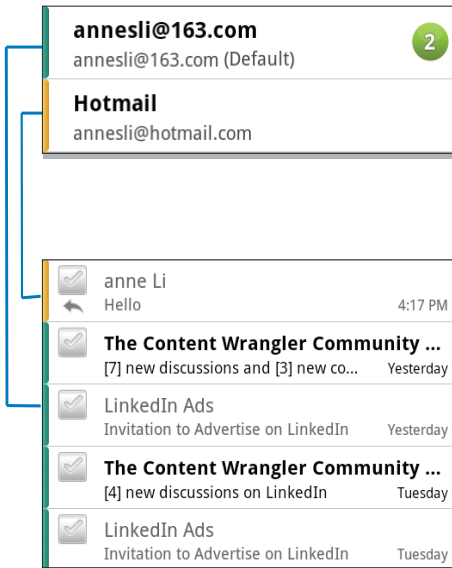 annesli@163.com
annesli@163.com (Default)
2
Hotmail
annesli@hotmail.com
anne Li
Hello 4:17 PM
The Content Wrangler Community ...
[7] new discussions and [3] new co... Yesterday
LinkedIn Ads
Invitation to Advertise on LinkedIn Yesterday
The Content Wrangler Community ...
[4] new discussions on LinkedIn Tuesday
LinkedIn Ads
Invitation to Advertise on LinkedIn Tuesday